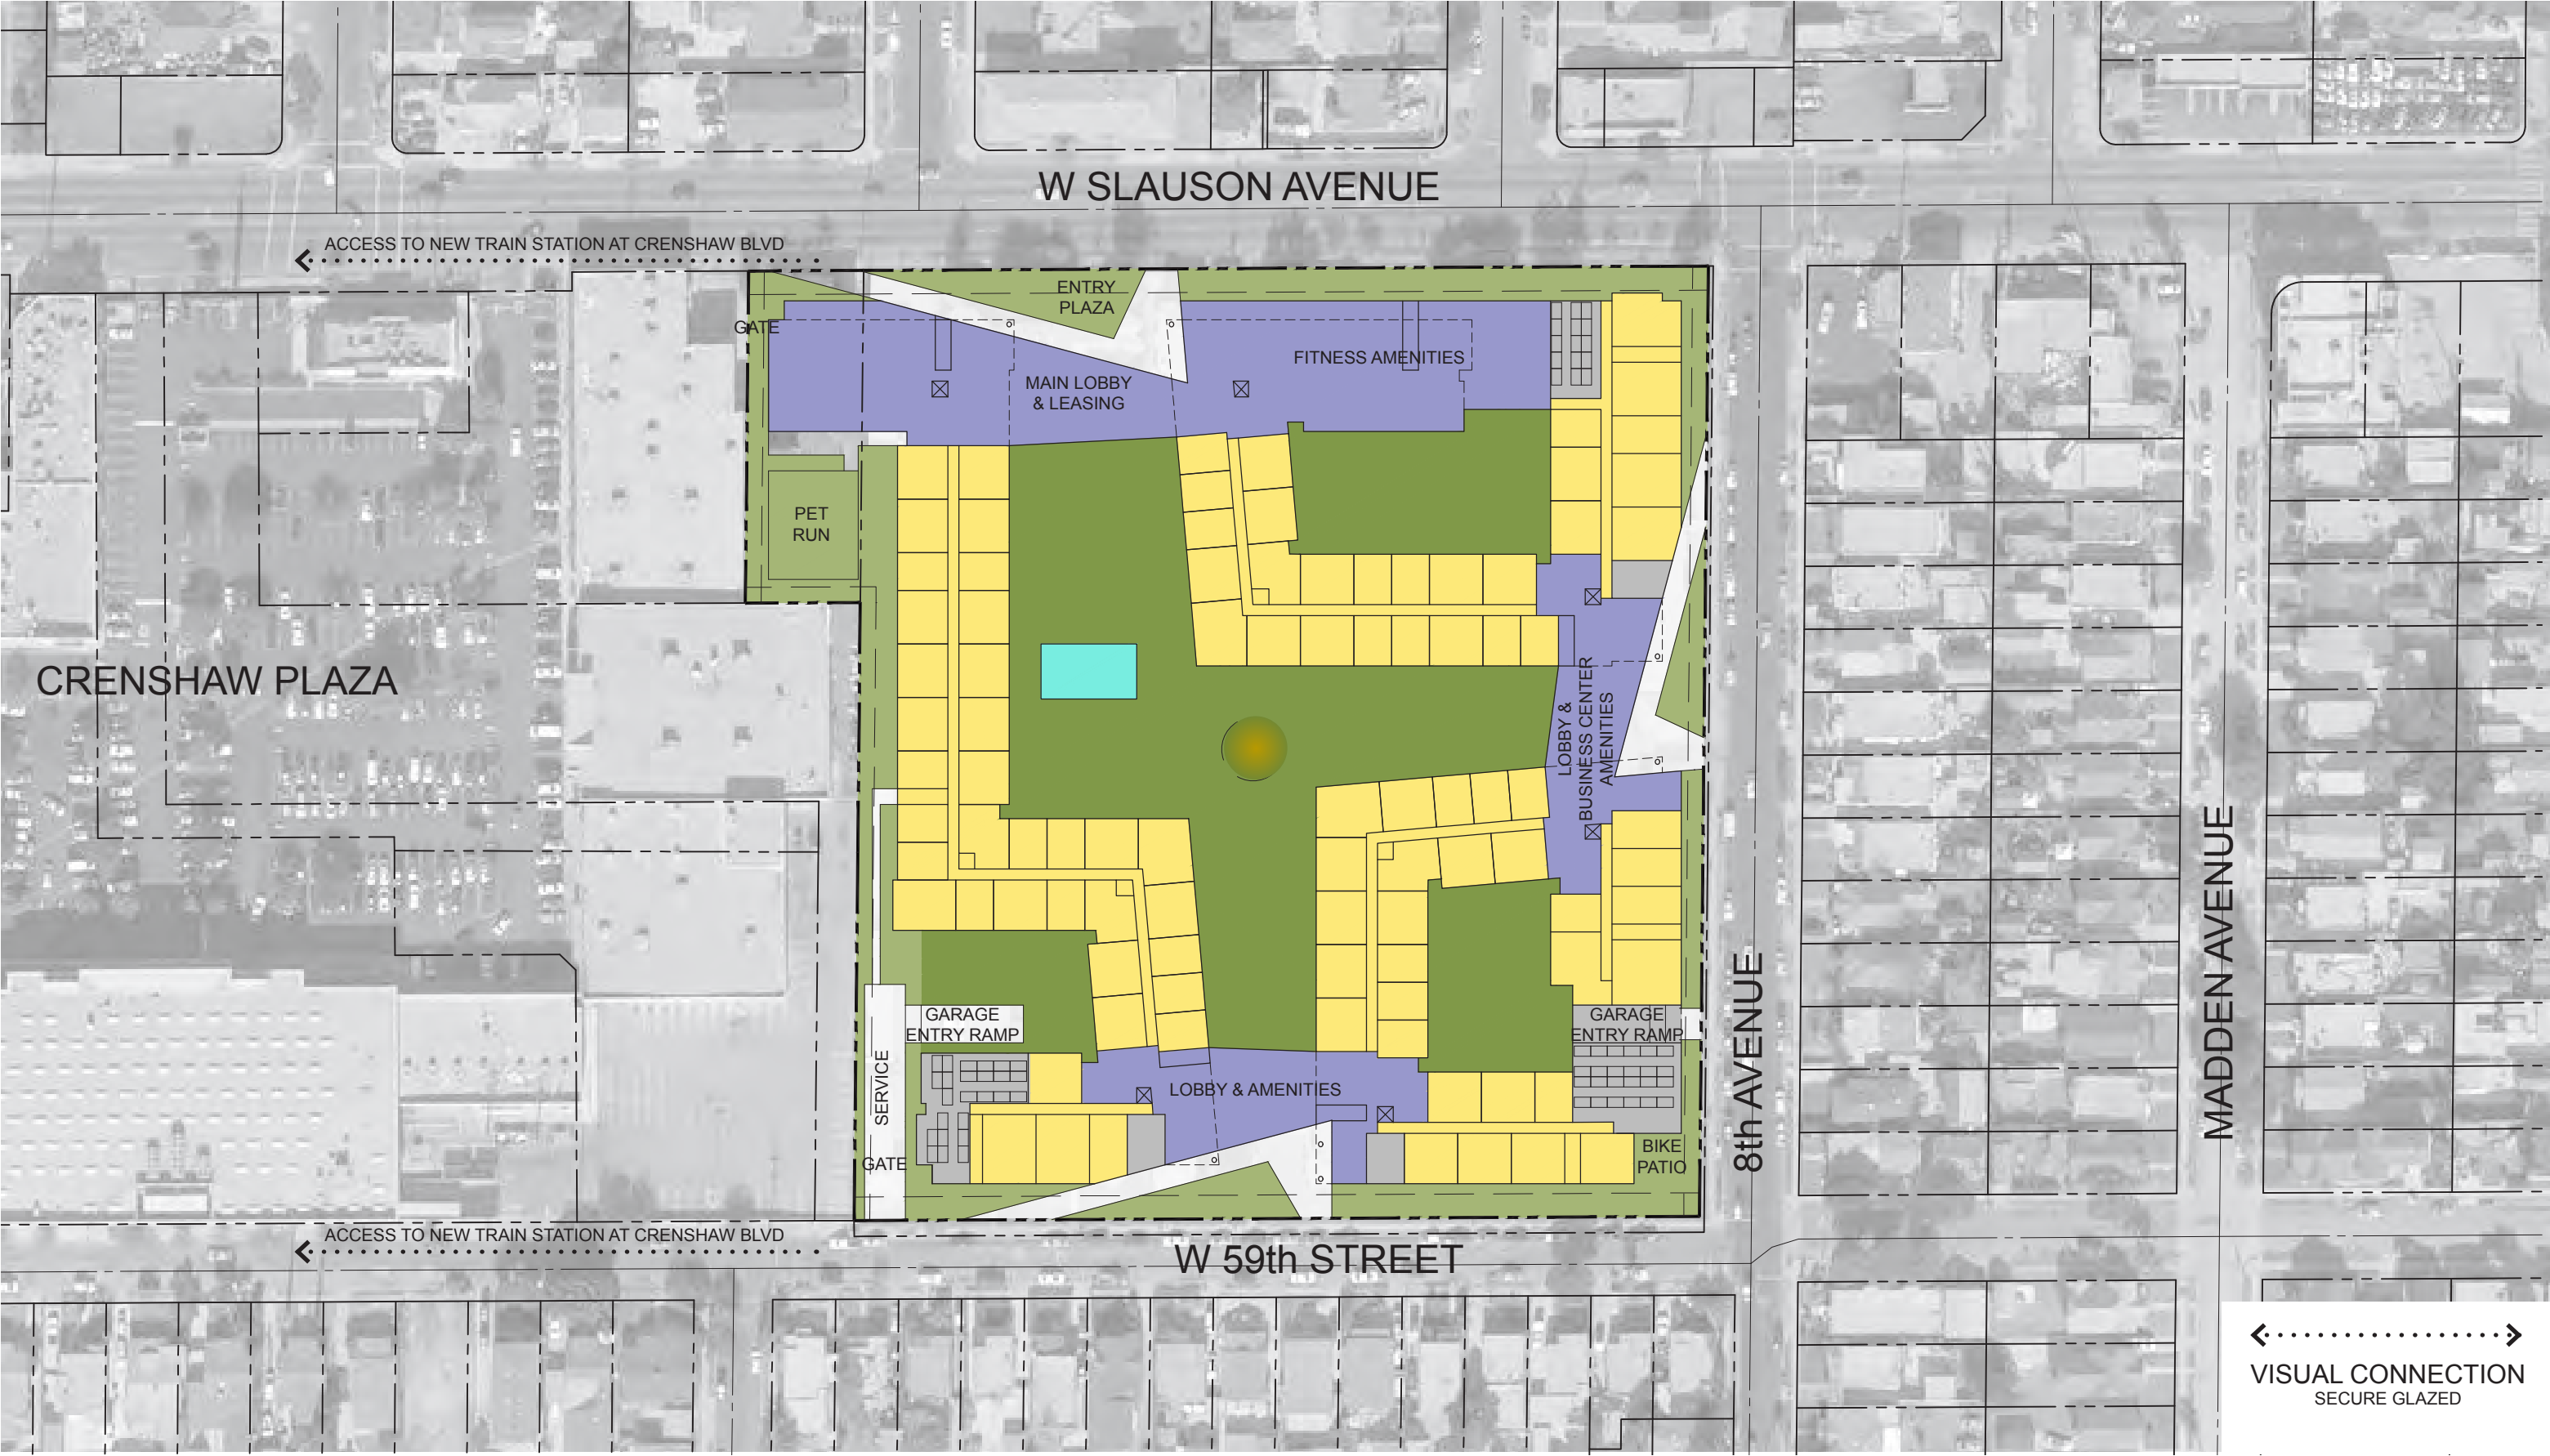 W SLAUSON AVENUE
ACCESS TO NEW TRAIN STATION AT CRENSHAW BLVD
ENTRY
PLAZA
GATE
FITNESS AMENITIES
MAIN LOBBY
& LEASING
PET
RUN
CRENSHAW PLAZA
LOBBY &
BUSINESS CENTER
AMENITIES
MADDEN AVENUE
8th AVENUE
GARAGE
ENTRY RAMP
GARAGE
ENTRY RAMP
SERVICE
LOBBY & AMENITIES
GATE
BIKE
PATIO
ACCESS TO NEW TRAIN STATION AT CRENSHAW BLVD
W 59th STREET
VISUAL CONNECTION
SECURE GLAZED